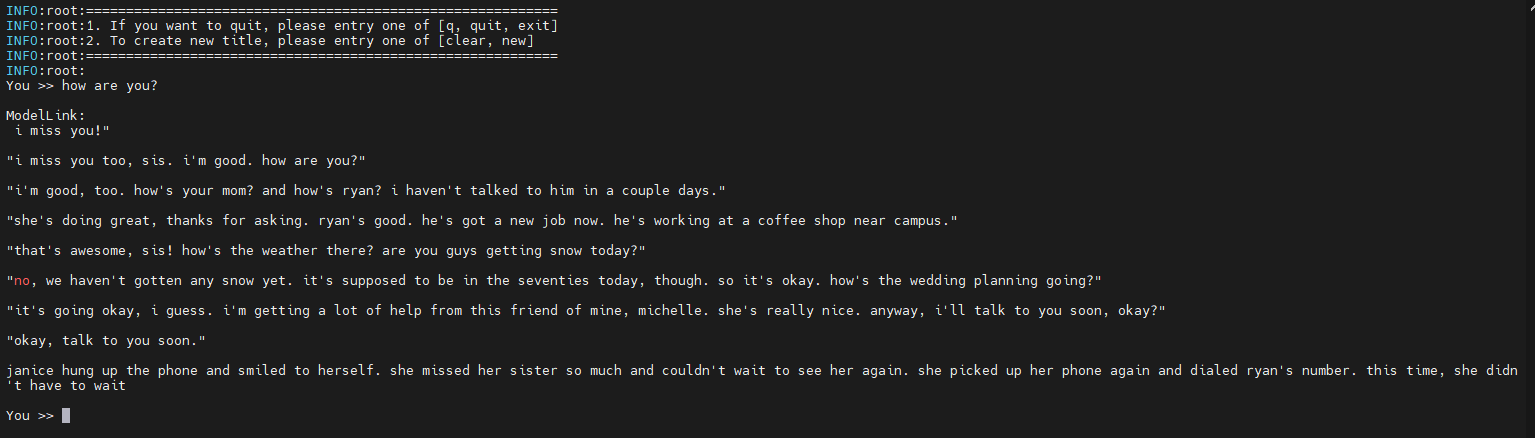 INFO:root:===========================================================
INFO:root:1. If you want to quit, please entry one of [q, quit, exit]
INFO:root:2. To create new title, please entry one of [clear, new]
INFO:root:===========================================================
INFO:root:
You >> how are you?
ModelLink:
i miss you!"
"i miss you too, sis. i'm good. how are you?"
"i'm good, too. how's your mom? and how's ryan? i haven't talked to him in a couple days."
"she's doing great, thanks for asking. ryan's good. he's got a new job now. he's working at a coffee shop near campus."
"that's awesome, sis! how's the weather there? are you guys getting snow today?"
"no, we haven't gotten any snow yet. it's supposed to be in the seventies today, though. so it's okay. how's the wedding planning going?"
"it's going okay, i guess. i'm getting a lot of help from this friend of mine, michelle. she's really nice. anyway, i'll talk to you soon, okay?"
"okay, talk to you soon."
janice hung up the phone and smiled to herself. she missed her sister so much and couldn't wait to see her again. she picked up her phone again and dialed ryan's number. this time, she didn
't have to wait
You >>